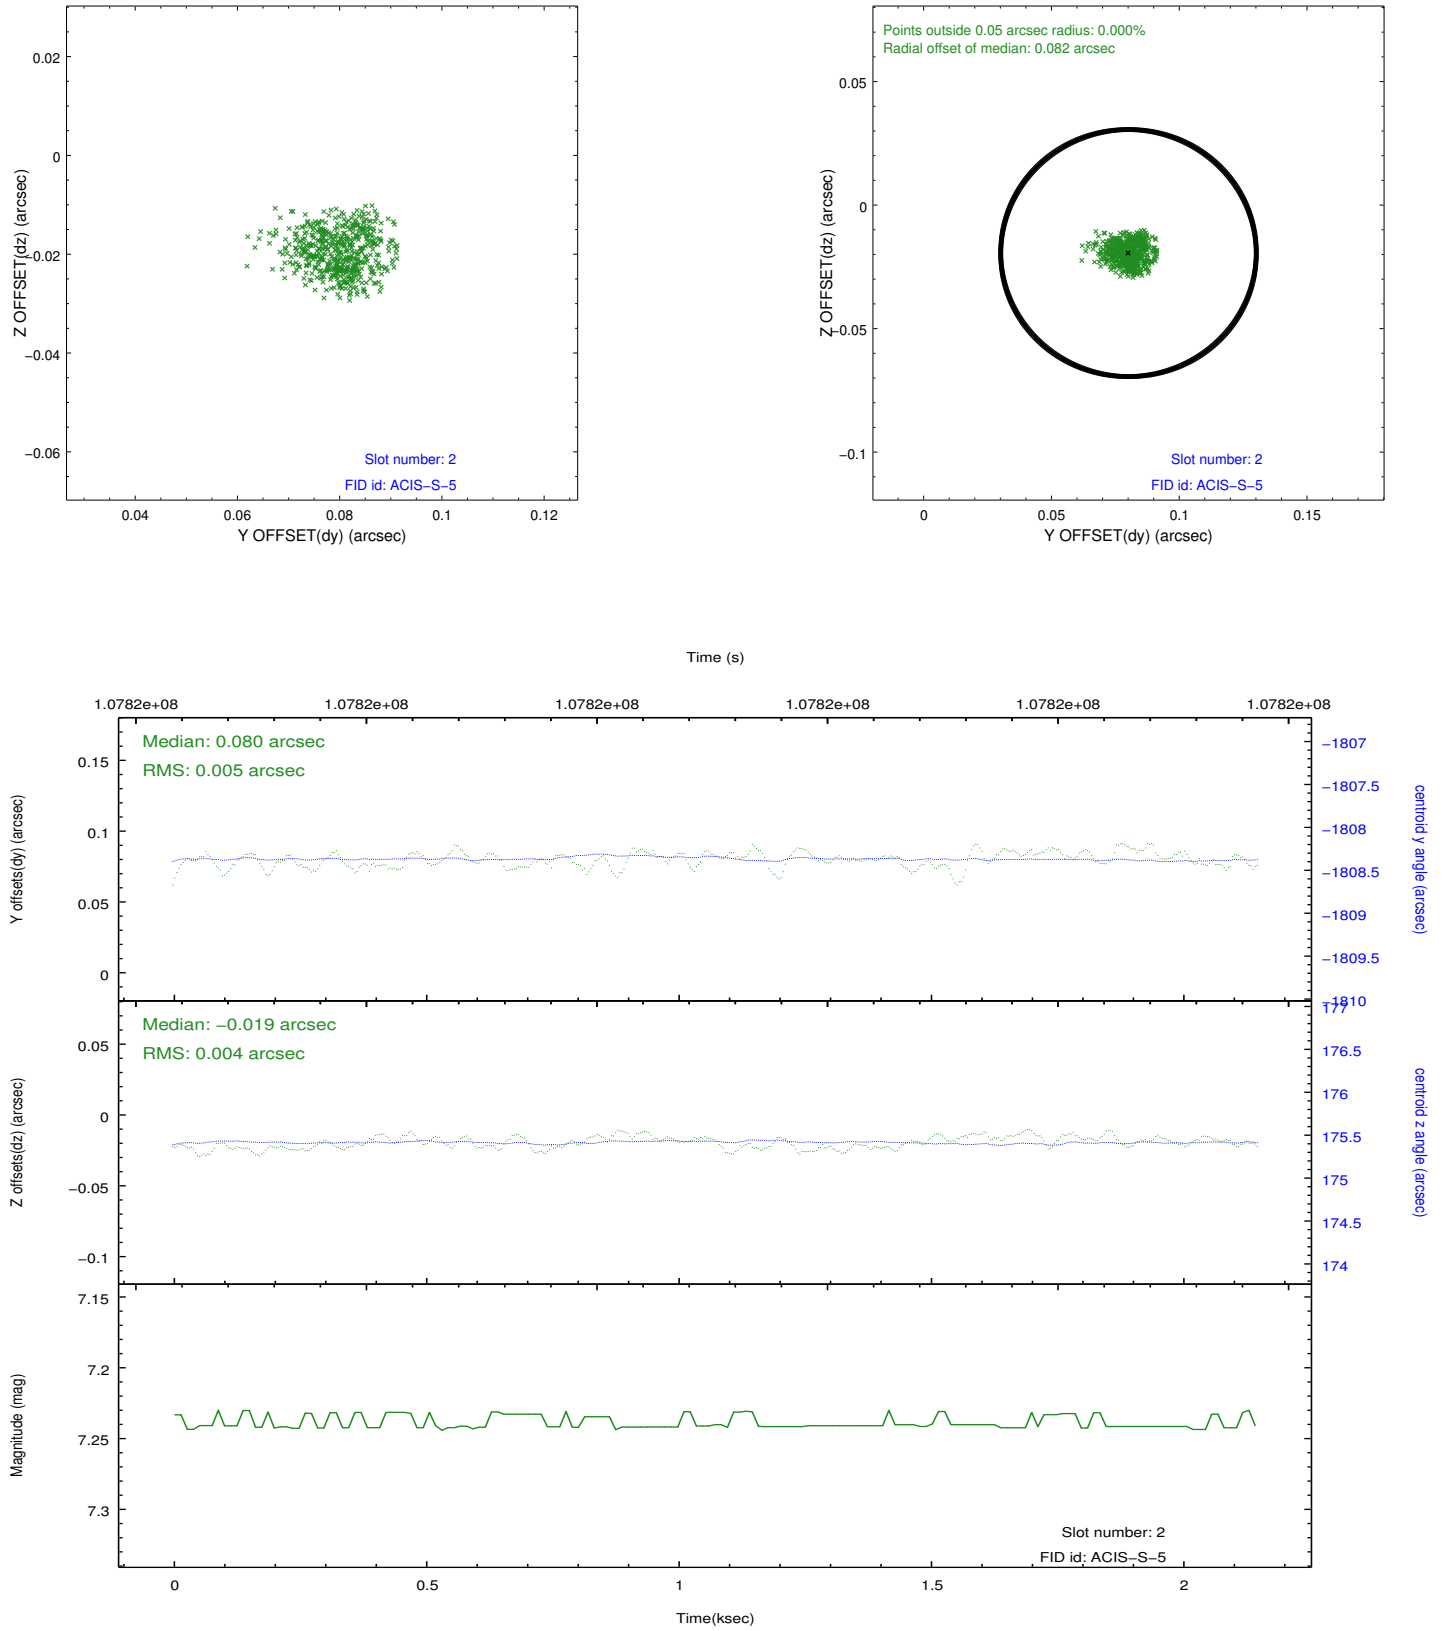 0.02
0
−0.02
−0.04
−0.06
Z OFFSET(dz) (arcsec)
Slot number: 2
FID id: ACIS−S−5
0.04 0.06 0.08 0.1 0.12
Y OFFSET(dy) (arcsec)
Points outside 0.05 arcsec radius: 0.000%
Radial offset of median: 0.082 arcsec
0.05
0
−0.05
−0.1
Z OFFSET(dz) (arcsec)
Slot number: 2
FID id: ACIS−S−5
0 0.05 0.1 0.15
Y OFFSET(dy) (arcsec)
Time (s)
1.0782e+08 1.0782e+08 1.0782e+08 1.0782e+08 1.0782e+08 1.0782e+08
Median: 0.080 arcsec
RMS: 0.005 arcsec
0.15
0.1
0.05
0
Y offsets(dy) (arcsec)
−1807
−1807.5
−1808
−1808.5
−1809
−1809.5
−1810
centroid y angle (arcsec)
Median: −0.019 arcsec
RMS: 0.004 arcsec
0.05
0
−0.05
−0.1
Z offsets(dz) (arcsec)
177
176.5
176
175.5
175
174.5
174
centroid z angle (arcsec)
7.15
7.2
7.25
7.3
Magnitude (mag)
Slot number: 2
FID id: ACIS−S−5
0 0.5 1 1.5 2
Time(ksec)